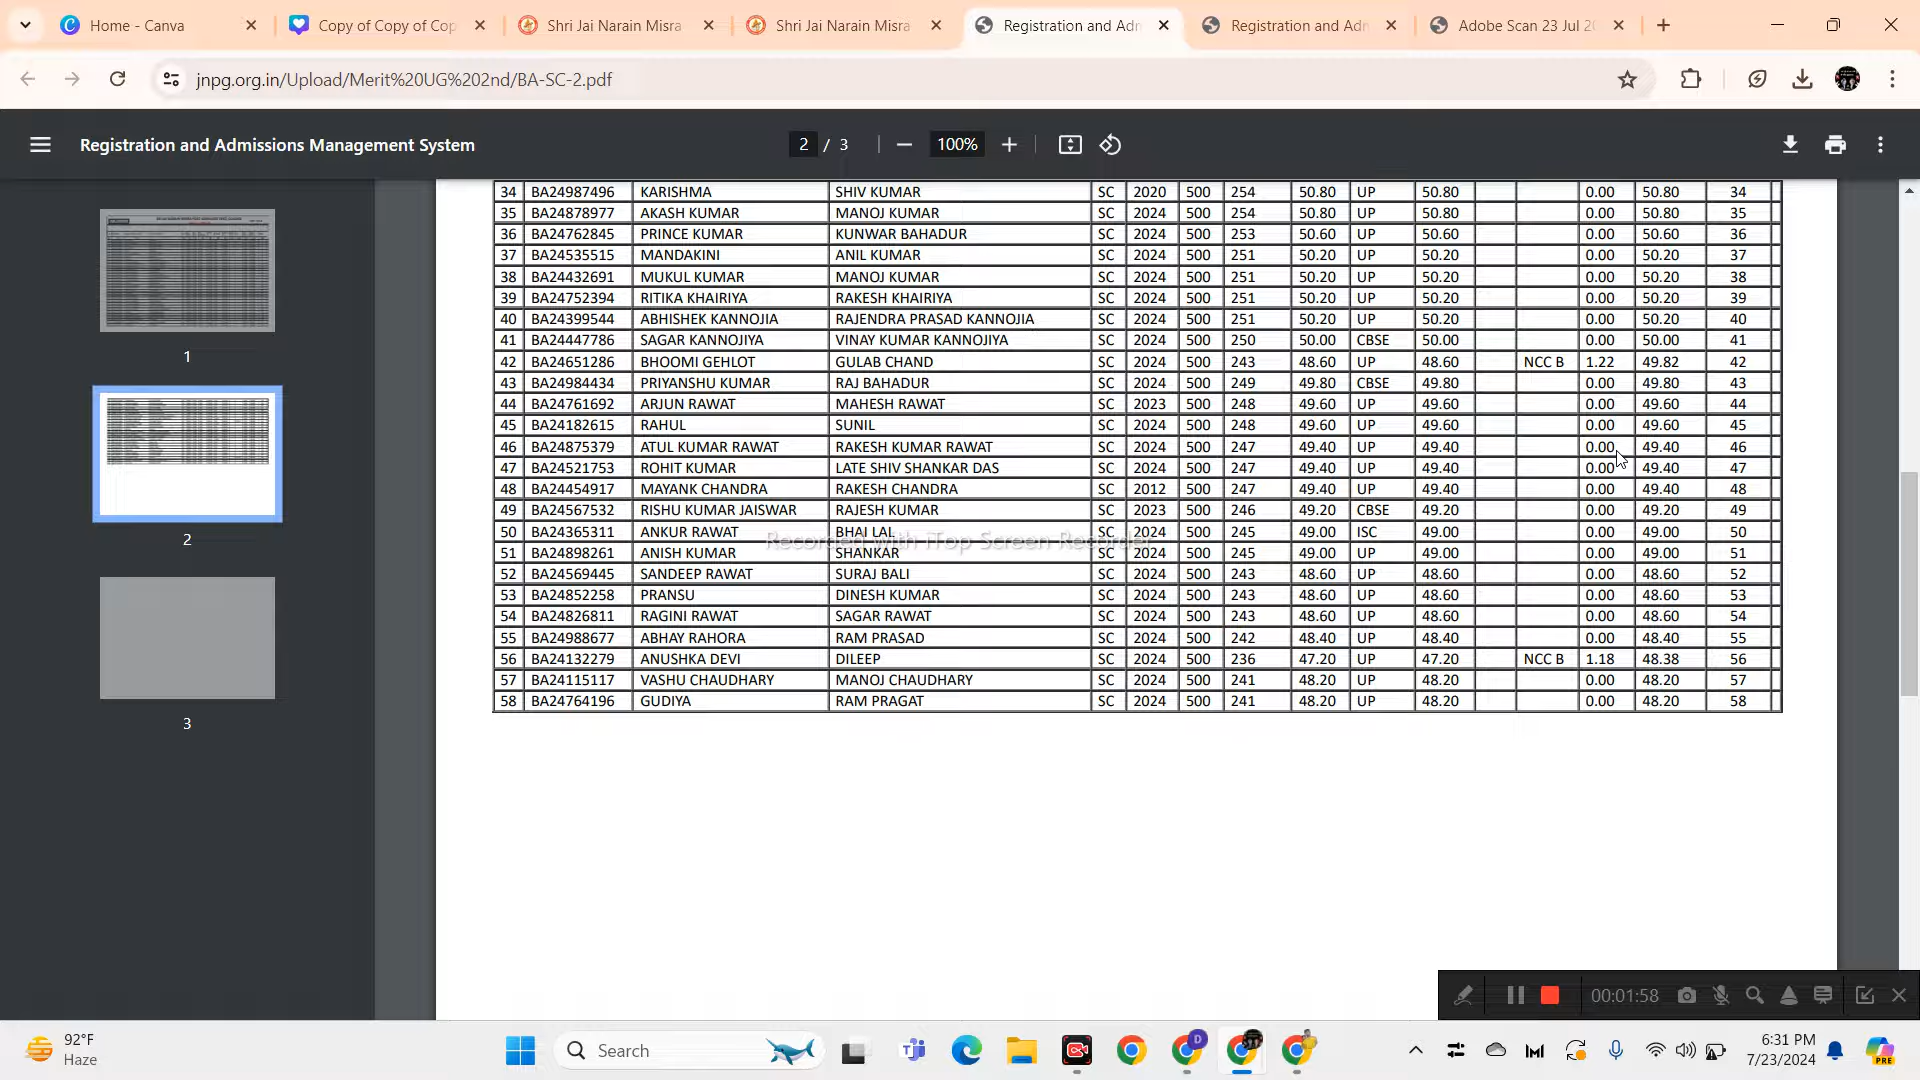 Home - Canva
Copy of Copy of Cop
Shri Jai Narain Misra
Shri Jai Narain Misra
Registration and Adm
Registration and Adm
Adobe Scan 23 Jul 20
jnpg.org.in/Upload/Merit%20UG%202nd/BA-SC-2.pdf
Registration and Admissions Management System
2 / 3
100%
34 BA24987496 KARISHMA SHIV KUMAR SC 2020 500 254 50.80 UP 50.80 0.00 50.80 34
35 BA24878977 AKASH KUMAR MANOJ KUMAR SC 2024 500 254 50.80 UP 50.80 0.00 50.80 35
36 BA24762845 PRINCE KUMAR KUNWAR BAHADUR SC 2024 500 253 50.60 UP 50.60 0.00 50.60 36
37 BA24535515 MANDAKINI ANIL KUMAR SC 2024 500 251 50.20 UP 50.20 0.00 50.20 37
38 BA24432691 MUKUL KUMAR MANOJ KUMAR SC 2024 500 251 50.20 UP 50.20 0.00 50.20 38
39 BA24752394 RITIKA KHAIRIYA RAKESH KHAIRIYA SC 2024 500 251 50.20 UP 50.20 0.00 50.20 39
40 BA24399544 ABHISHEK KANNOJIA RAJENDRA PRASAD KANNOJIA SC 2024 500 251 50.20 UP 50.20 0.00 50.20 40
41 BA24447786 SAGAR KANNOJIYA VINAY KUMAR KANNOJIYA SC 2024 500 250 50.00 CBSE 50.00 0.00 50.00 41
42 BA24651286 BHOOMI GEHLOT GULAB CHAND SC 2024 500 243 48.60 UP 48.60 NCC B 1.22 49.82 42
43 BA24984434 PRIYANSHU KUMAR RAJ BAHADUR SC 2024 500 249 49.80 CBSE 49.80 0.00 49.80 43
44 BA24761692 ARJUN RAWAT MAHESH RAWAT SC 2023 500 248 49.60 UP 49.60 0.00 49.60 44
45 BA24182615 RAHUL SUNIL SC 2024 500 248 49.60 UP 49.60 0.00 49.60 45
46 BA24875379 ATUL KUMAR RAWAT RAKESH KUMAR RAWAT SC 2024 500 247 49.40 UP 49.40 0.00 49.40 46
47 BA24521753 ROHIT KUMAR LATE SHIV SHANKAR DAS SC 2024 500 247 49.40 UP 49.40 0.00 49.40 47
48 BA24454917 MAYANK CHANDRA RAKESH CHANDRA SC 2012 500 247 49.40 UP 49.40 0.00 49.40 48
49 BA24567532 RISHU KUMAR JAISWAR RAJESH KUMAR SC 2023 500 246 49.20 CBSE 49.20 0.00 49.20 49
50 BA24365311 ANKUR RAWAT BHAI LAL SC 2024 500 245 49.00 ISC 49.00 0.00 49.00 50
Recorded with iTop Screen Recorder
51 BA24898261 ANISH KUMAR SHANKAR SC 2024 500 245 49.00 UP 49.00 0.00 49.00 51
52 BA24569445 SANDEEP RAWAT SURAJ BALI SC 2024 500 243 48.60 UP 48.60 0.00 48.60 52
53 BA24852258 PRANSU DINESH KUMAR SC 2024 500 243 48.60 UP 48.60 0.00 48.60 53
54 BA24826811 RAGINI RAWAT SAGAR RAWAT SC 2024 500 243 48.60 UP 48.60 0.00 48.60 54
55 BA24988677 ABHAY RAHORA RAM PRASAD SC 2024 500 242 48.40 UP 48.40 0.00 48.40 55
56 BA24132279 ANUSHKA DEVI DILEEP SC 2024 500 236 47.20 UP 47.20 NCC B 1.18 48.38 56
57 BA24115117 VASHU CHAUDHARY MANOJ CHAUDHARY SC 2024 500 241 48.20 UP 48.20 0.00 48.20 57
58 BA24764196 GUDIYA RAM PRAGAT SC 2024 500 241 48.20 UP 48.20 0.00 48.20 58
1
2
3
00:01:58
92°F
Haze
Search
6:31 PM
7/23/2024
PRE